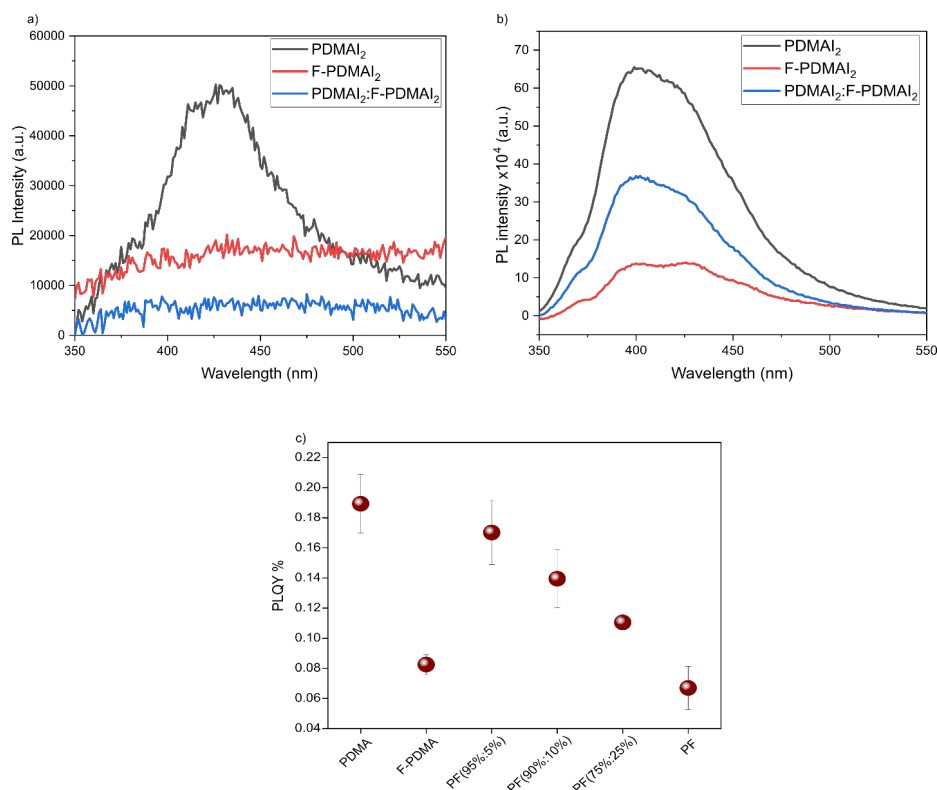 a)
60000
50000
40000
30000
20000
10000
0
PL Intensity (a.u.)
350 400 450 500 550
Wavelength (nm)
PDMAI₂
F-PDMAI₂
PDMAI₂:F-PDMAI₂
b)
65
60
50
40
30
20
10
0
PL intensity x10⁴ (a.u.)
350 400 450 500 550
Wavelength (nm)
PDMAI₂
F-PDMAI₂
PDMAI₂:F-PDMAI₂
c)
0.22
0.20
0.18
0.16
0.14
0.12
0.10
0.08
0.06
0.04
PLQY %
PDMA
F-PDMA
PF(95%:5%)
PF(90%:10%)
PF(75%:25%)
PF